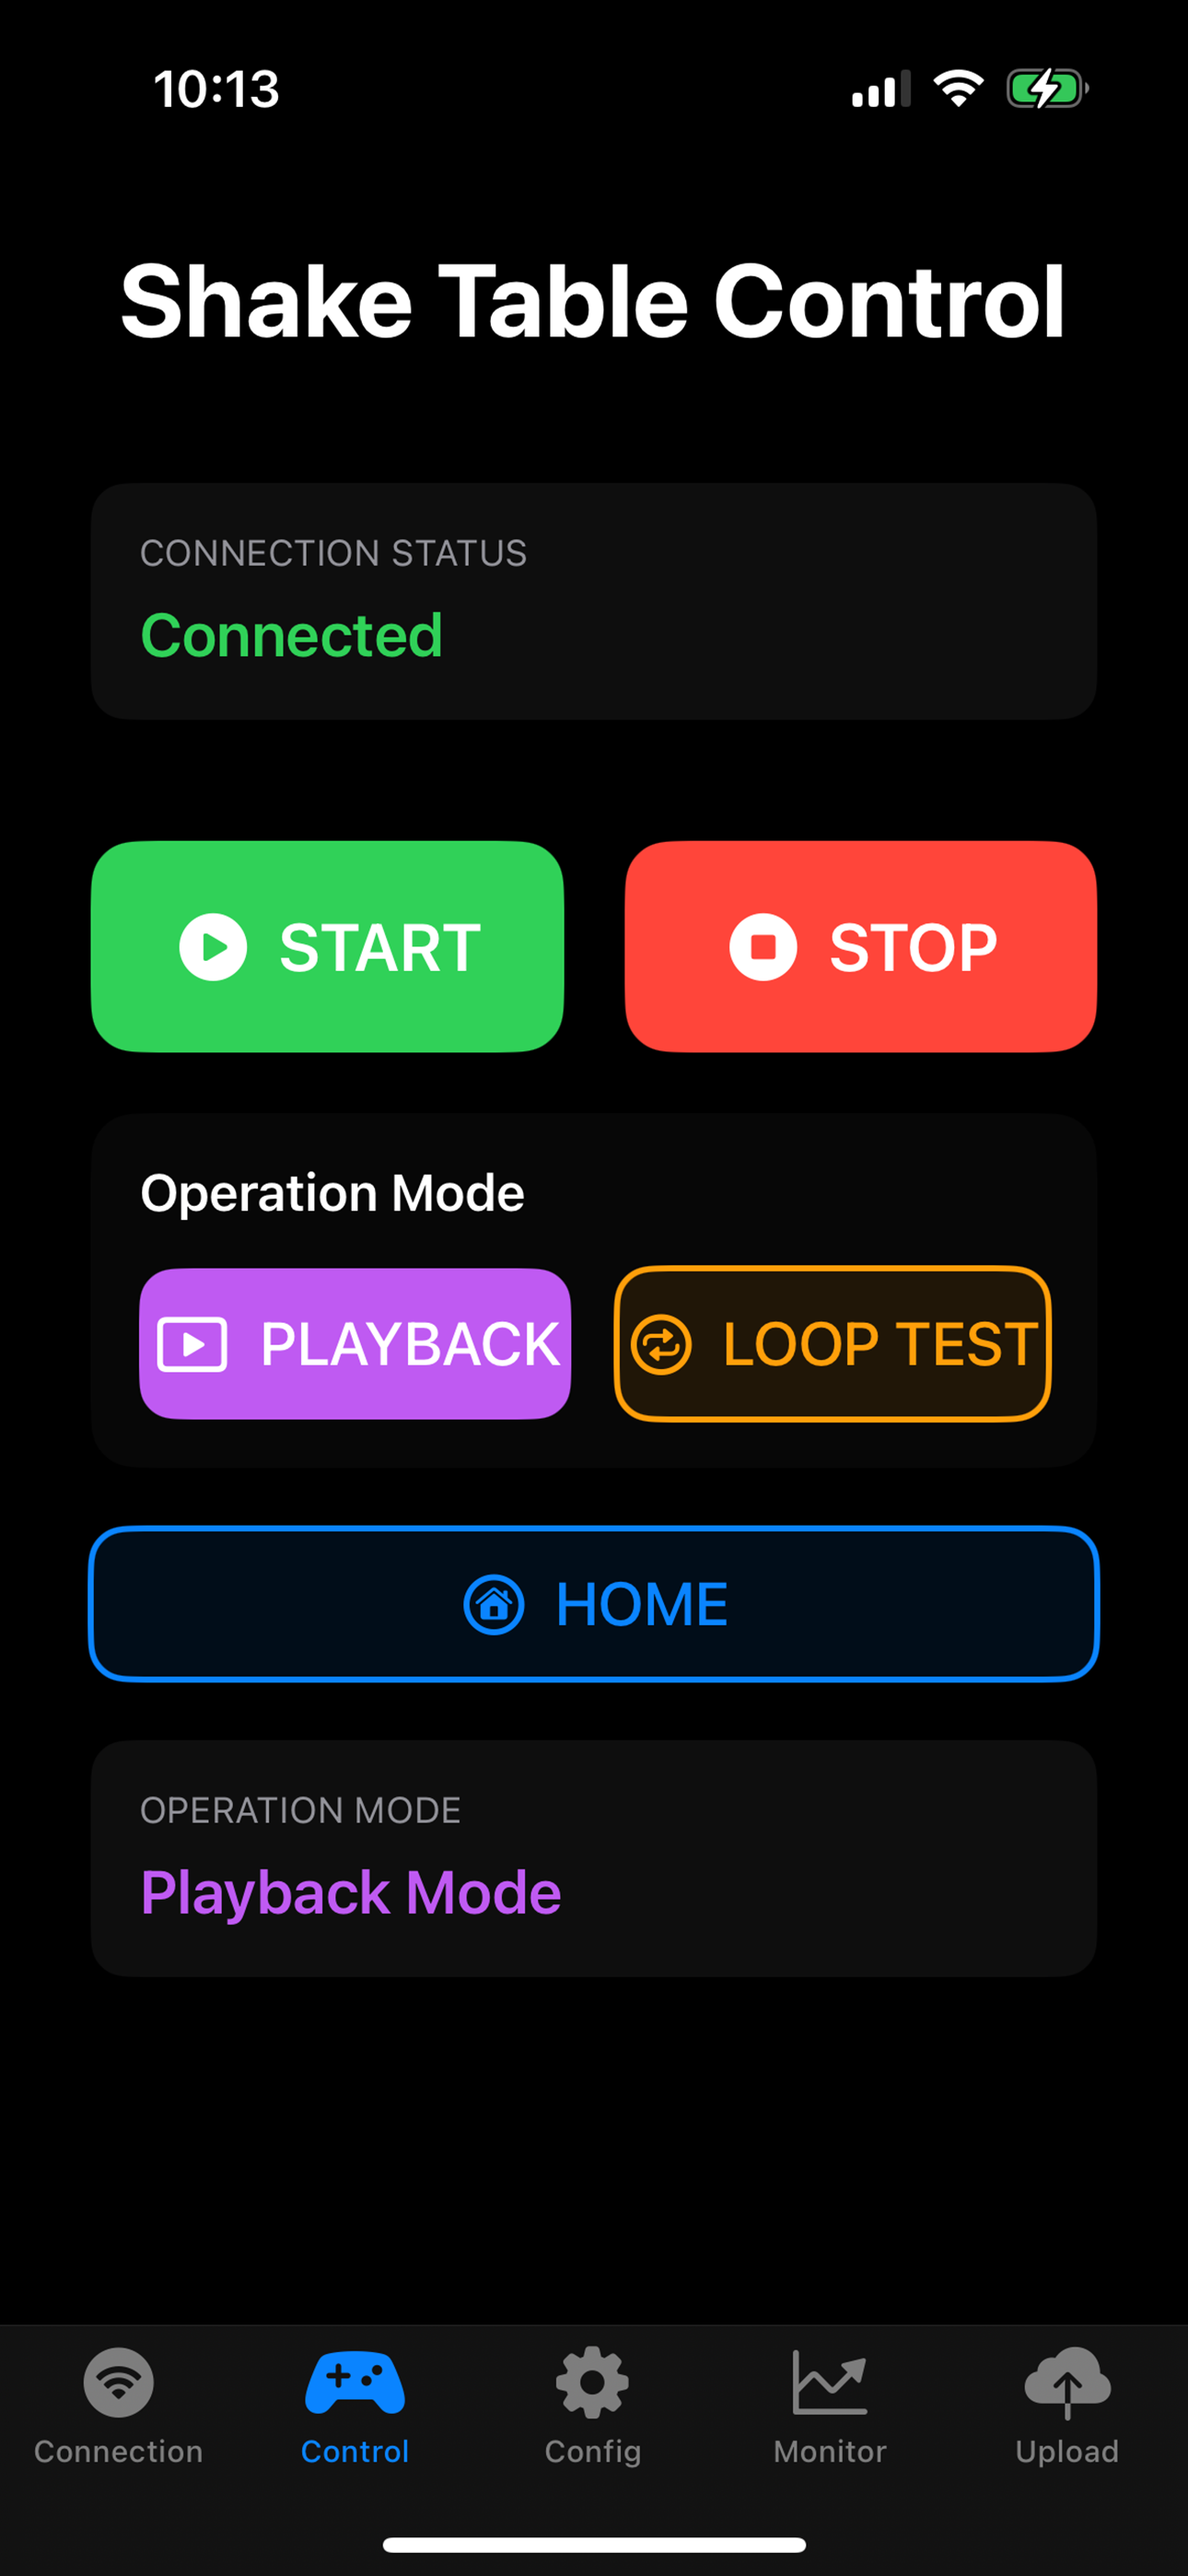 10:13
Shake Table Control
CONNECTION STATUS
Connected
START
STOP
Operation Mode
PLAYBACK
LOOP TEST
HOME
OPERATION MODE
Playback Mode
Connection
Control
Config
Monitor
Upload